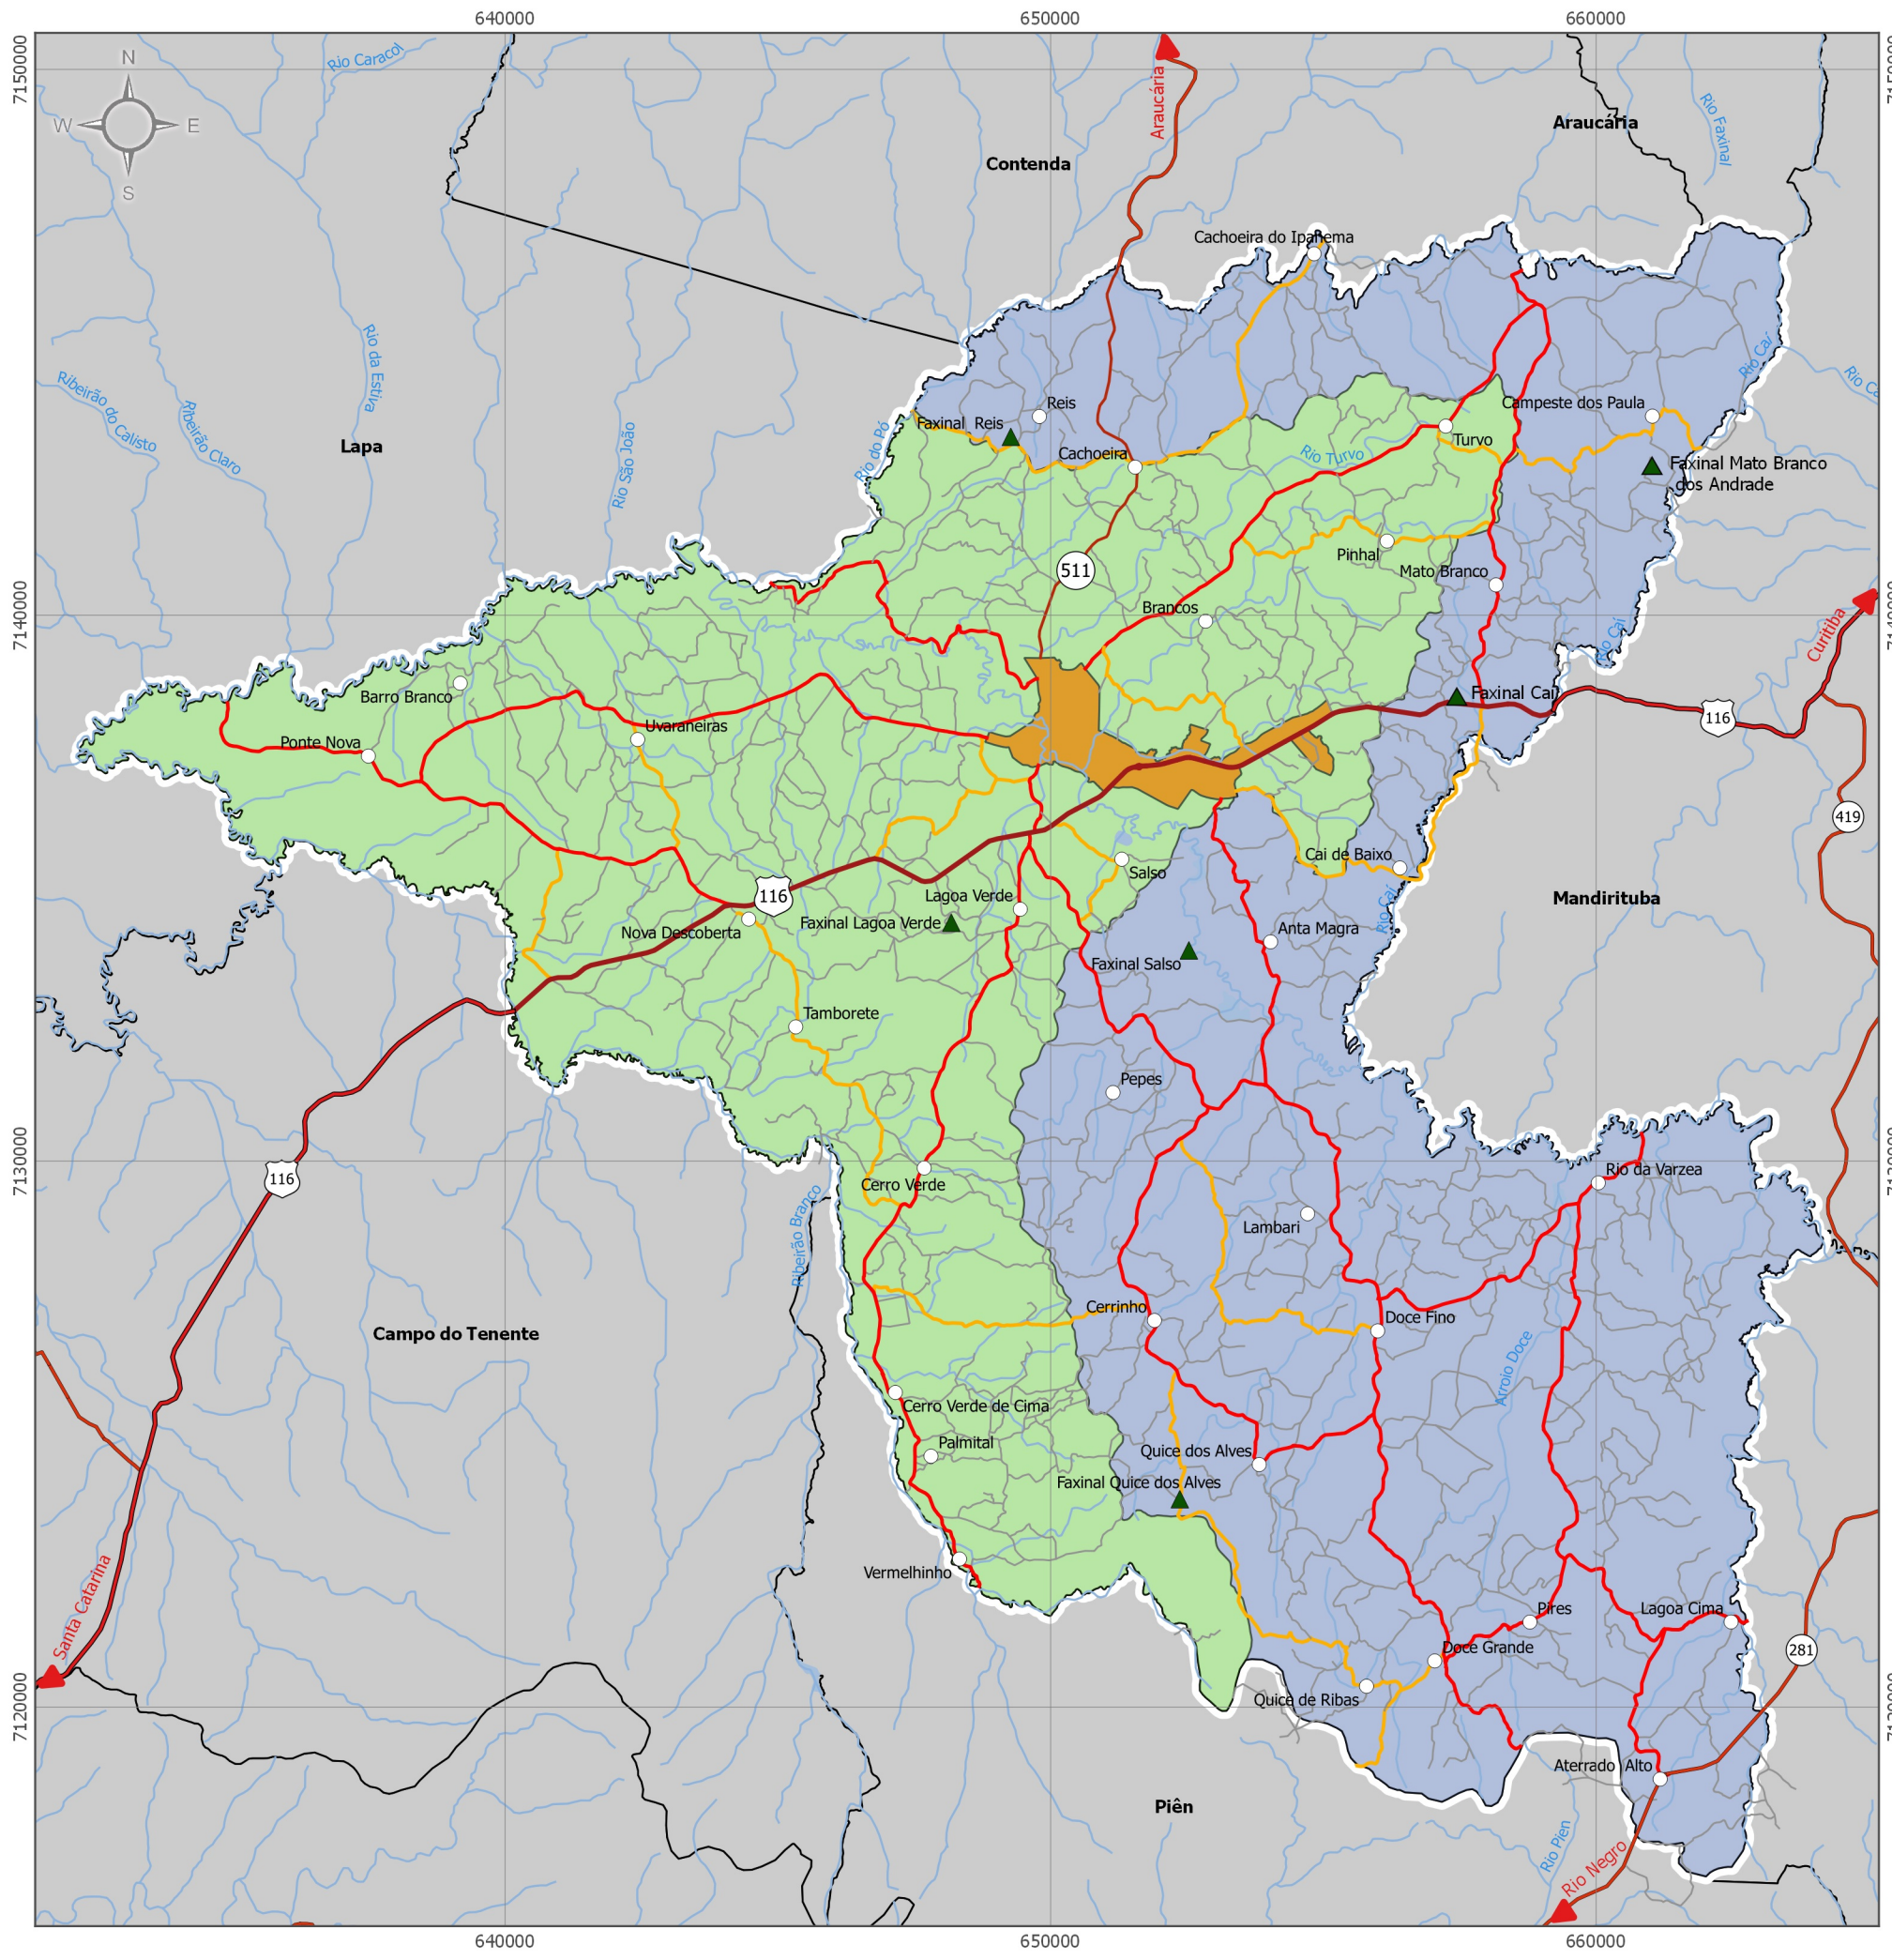 640000
650000
660000
7150000
N
W
E
S
Rio Caracol
Araucária
Araucária
Rio Faxinal
Contenda
Cachoeira do Ipanema
Rio da Estiva
Rio Caí
Ribeirão do Calisto
Ribeirão Claro
Lapa
Rio São João
Rio do Pó
Reis
Faxinal Reis
Cachoeira
Campeste dos Paula
Turvo
Rio Turvo
Faxinal Mato Branco
dos Andrade
Pinhal
Mato Branco
511
7140000
Brancos
Rio Caí
Curitiba
Barro Branco
Faxinal Cai
116
Uvaraneiras
Ponte Nova
419
Cai de Baixo
Salso
116
Lagoa Verde
Faxinal Lagoa Verde
Nova Descoberta
Rio Caí
Mandirituba
Anta Magra
Faxinal Salso
Tamborete
Pepes
7130000
116
Rio da Varzea
Cerro Verde
Ribeirão Branco
Lambari
Cerrinho
Doce Fino
Campo do Tenente
Arroio Doce
Cerro Verde de Cima
Palmital
Quice dos Alves
Faxinal Quice dos Alves
Vermelhinho
Santa Catarina
Pires
Lagoa Cima
Doce Grande
281
7120000
Quice de Ribas
Aterrado Alto
Piên
Rio Pien
Rio Negro
640000
650000
660000